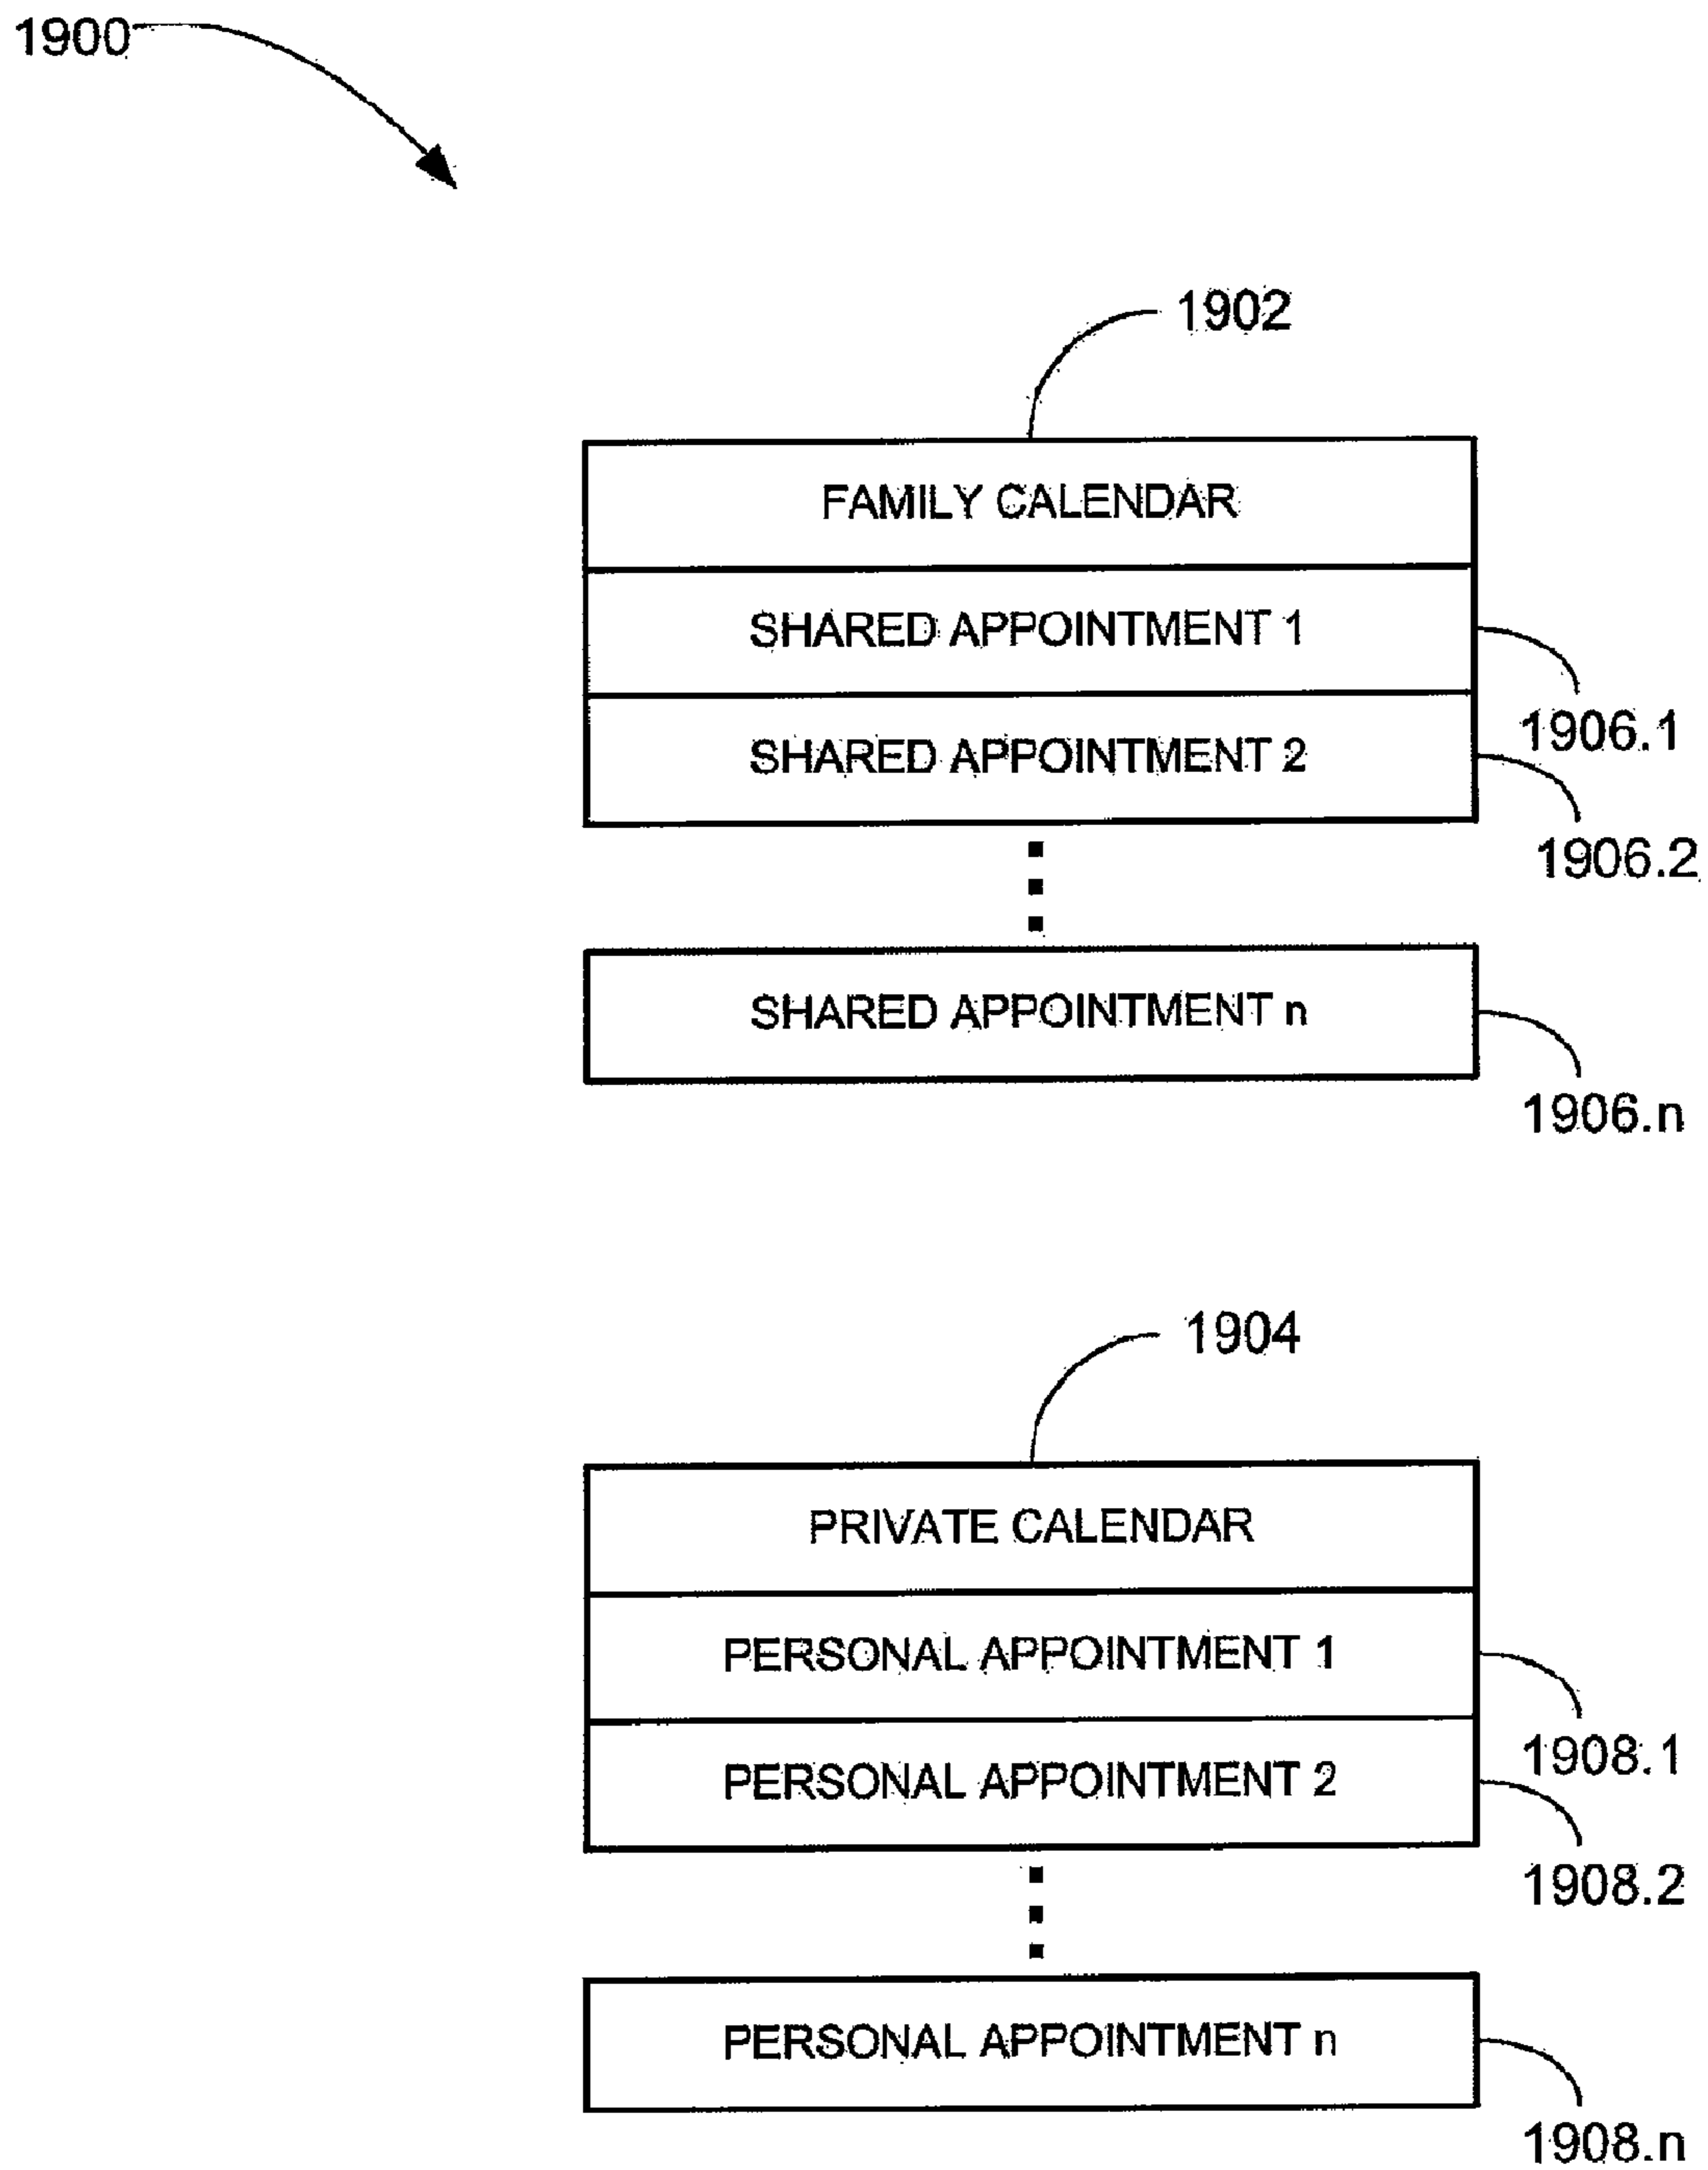 1900
1902
FAMILY CALENDAR
SHARED APPOINTMENT 1
1906.1
SHARED APPOINTMENT 2
1906.2
SHARED APPOINTMENT n
1906.n
1904
PRIVATE CALENDAR
PERSONAL APPOINTMENT 1
1908.1
PERSONAL APPOINTMENT 2
1908.2
PERSONAL APPOINTMENT n
1908.n